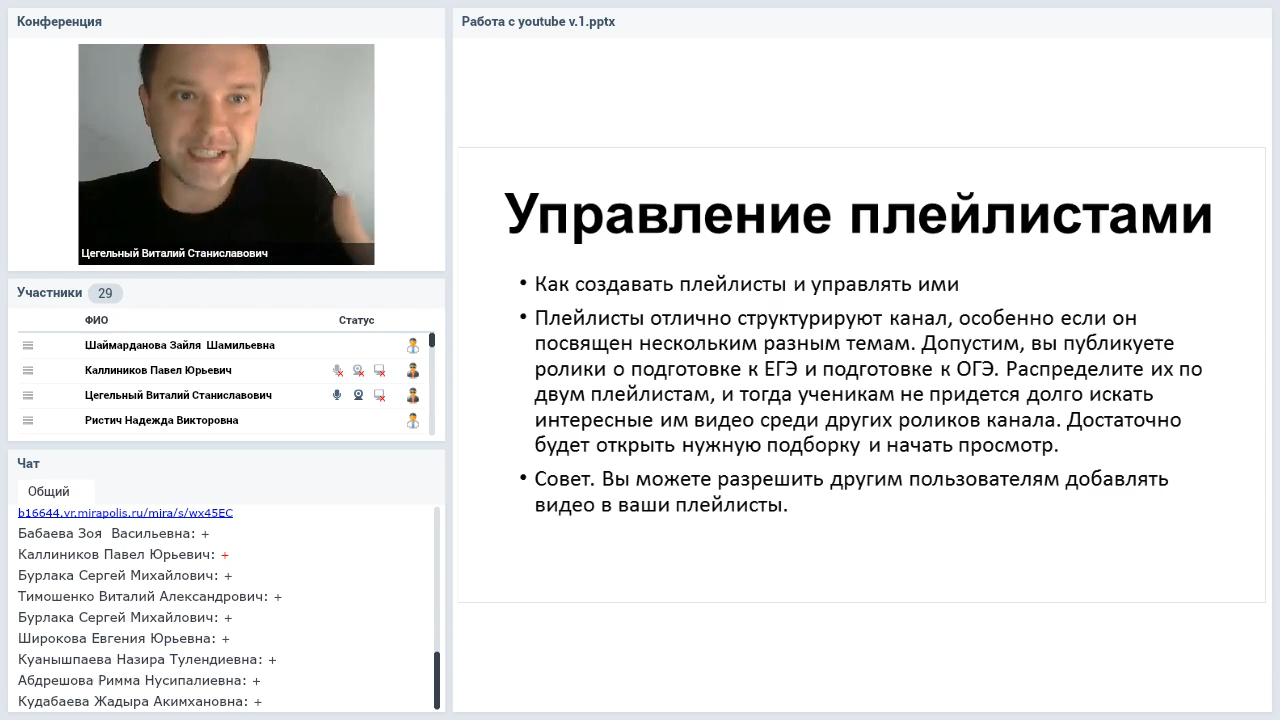 Конференция
Цегельный Виталий Станиславович
Участники 29
ФИО Статус
Шаймарданова Зайля Шамильевна
Каллиников Павел Юрьевич
Цегельный Виталий Станиславович
Ристич Надежда Викторовна
Чат
Общий
b16644.vr.mirapolis.ru/mira/s/wx45EC
Бабаева Зоя Васильевна: +
Каллиников Павел Юрьевич: +
Бурлака Сергей Михайлович: +
Тимошенко Виталий Александрович: +
Бурлака Сергей Михайлович: +
Широкова Евгения Юрьевна: +
Куанышпаева Назира Тулендиевна: +
Абдрешова Римма Нусипалиевна: +
Кудабаева Жадыра Акимхановна: +
Работа с youtube v.1.pptx
Управление плейлистами
• Как создавать плейлисты и управлять ими
• Плейлисты отлично структурируют канал, особенно если он
посвящен нескольким разным темам. Допустим, вы публикуете
ролики о подготовке к ЕГЭ и подготовке к ОГЭ. Распределите их по
двум плейлистам, и тогда ученикам не придется долго искать
интересные им видео среди других роликов канала. Достаточно
будет открыть нужную подборку и начать просмотр.
• Совет. Вы можете разрешить другим пользователям добавлять
видео в ваши плейлисты.